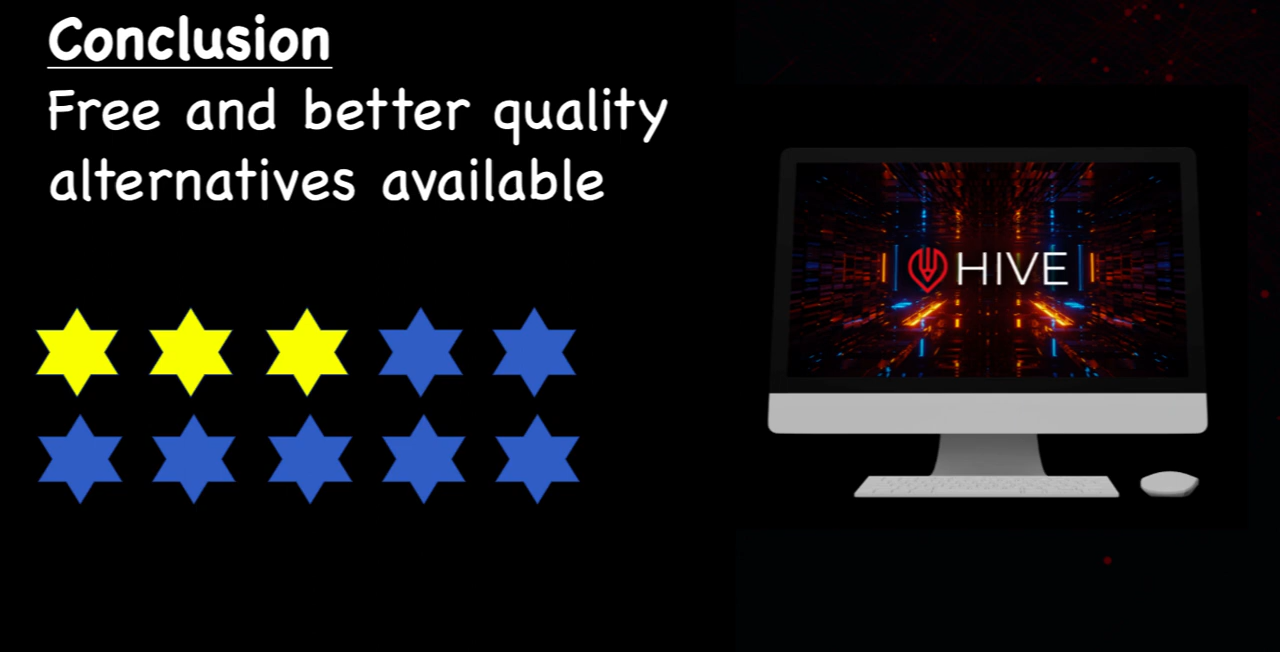 Conclusion
Free and better quality
alternatives available
HIVE